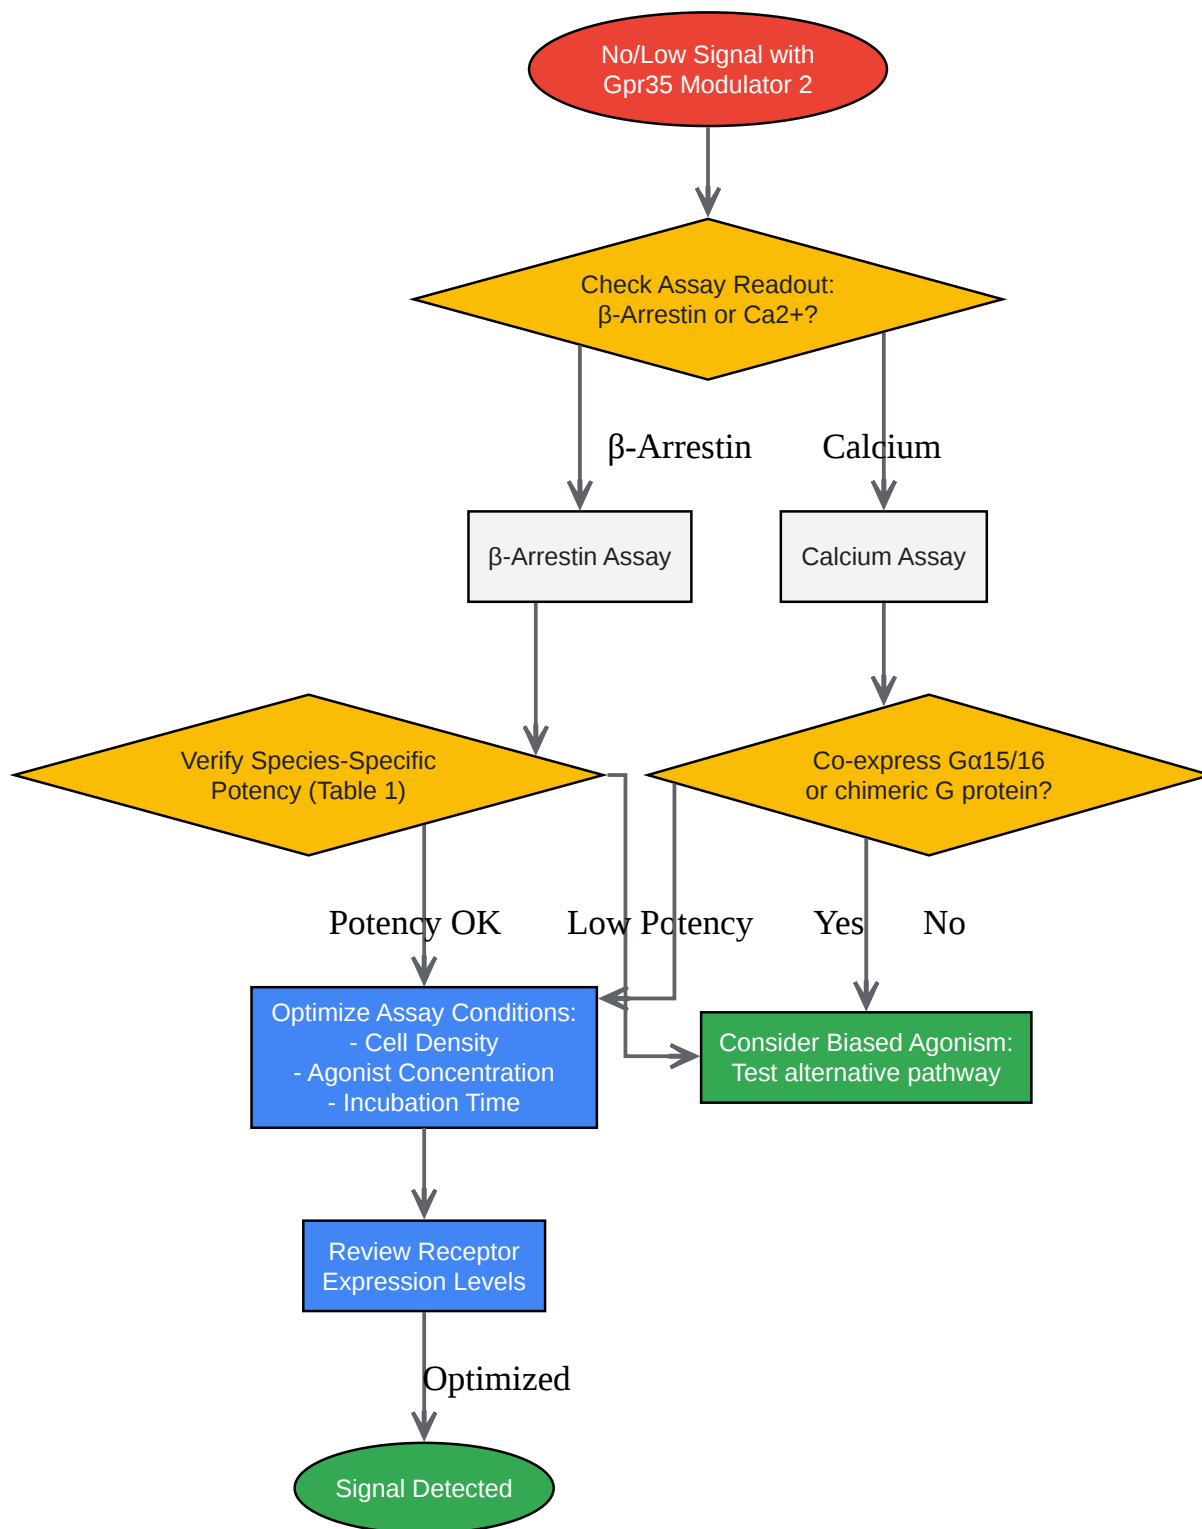 No/Low Signal with
Gpr35 Modulator 2
Check Assay Readout:
β-Arrestin or Ca2+?
β-Arrestin
Calcium
β-Arrestin Assay
Calcium Assay
Verify Species-Specific
Potency (Table 1)
Co-express Gα15/16
or chimeric G protein?
Potency OK
Low Potency
Yes
No
Optimize Assay Conditions:
- Cell Density
- Agonist Concentration
- Incubation Time
Consider Biased Agonism:
Test alternative pathway
Review Receptor
Expression Levels
Optimized
Signal Detected